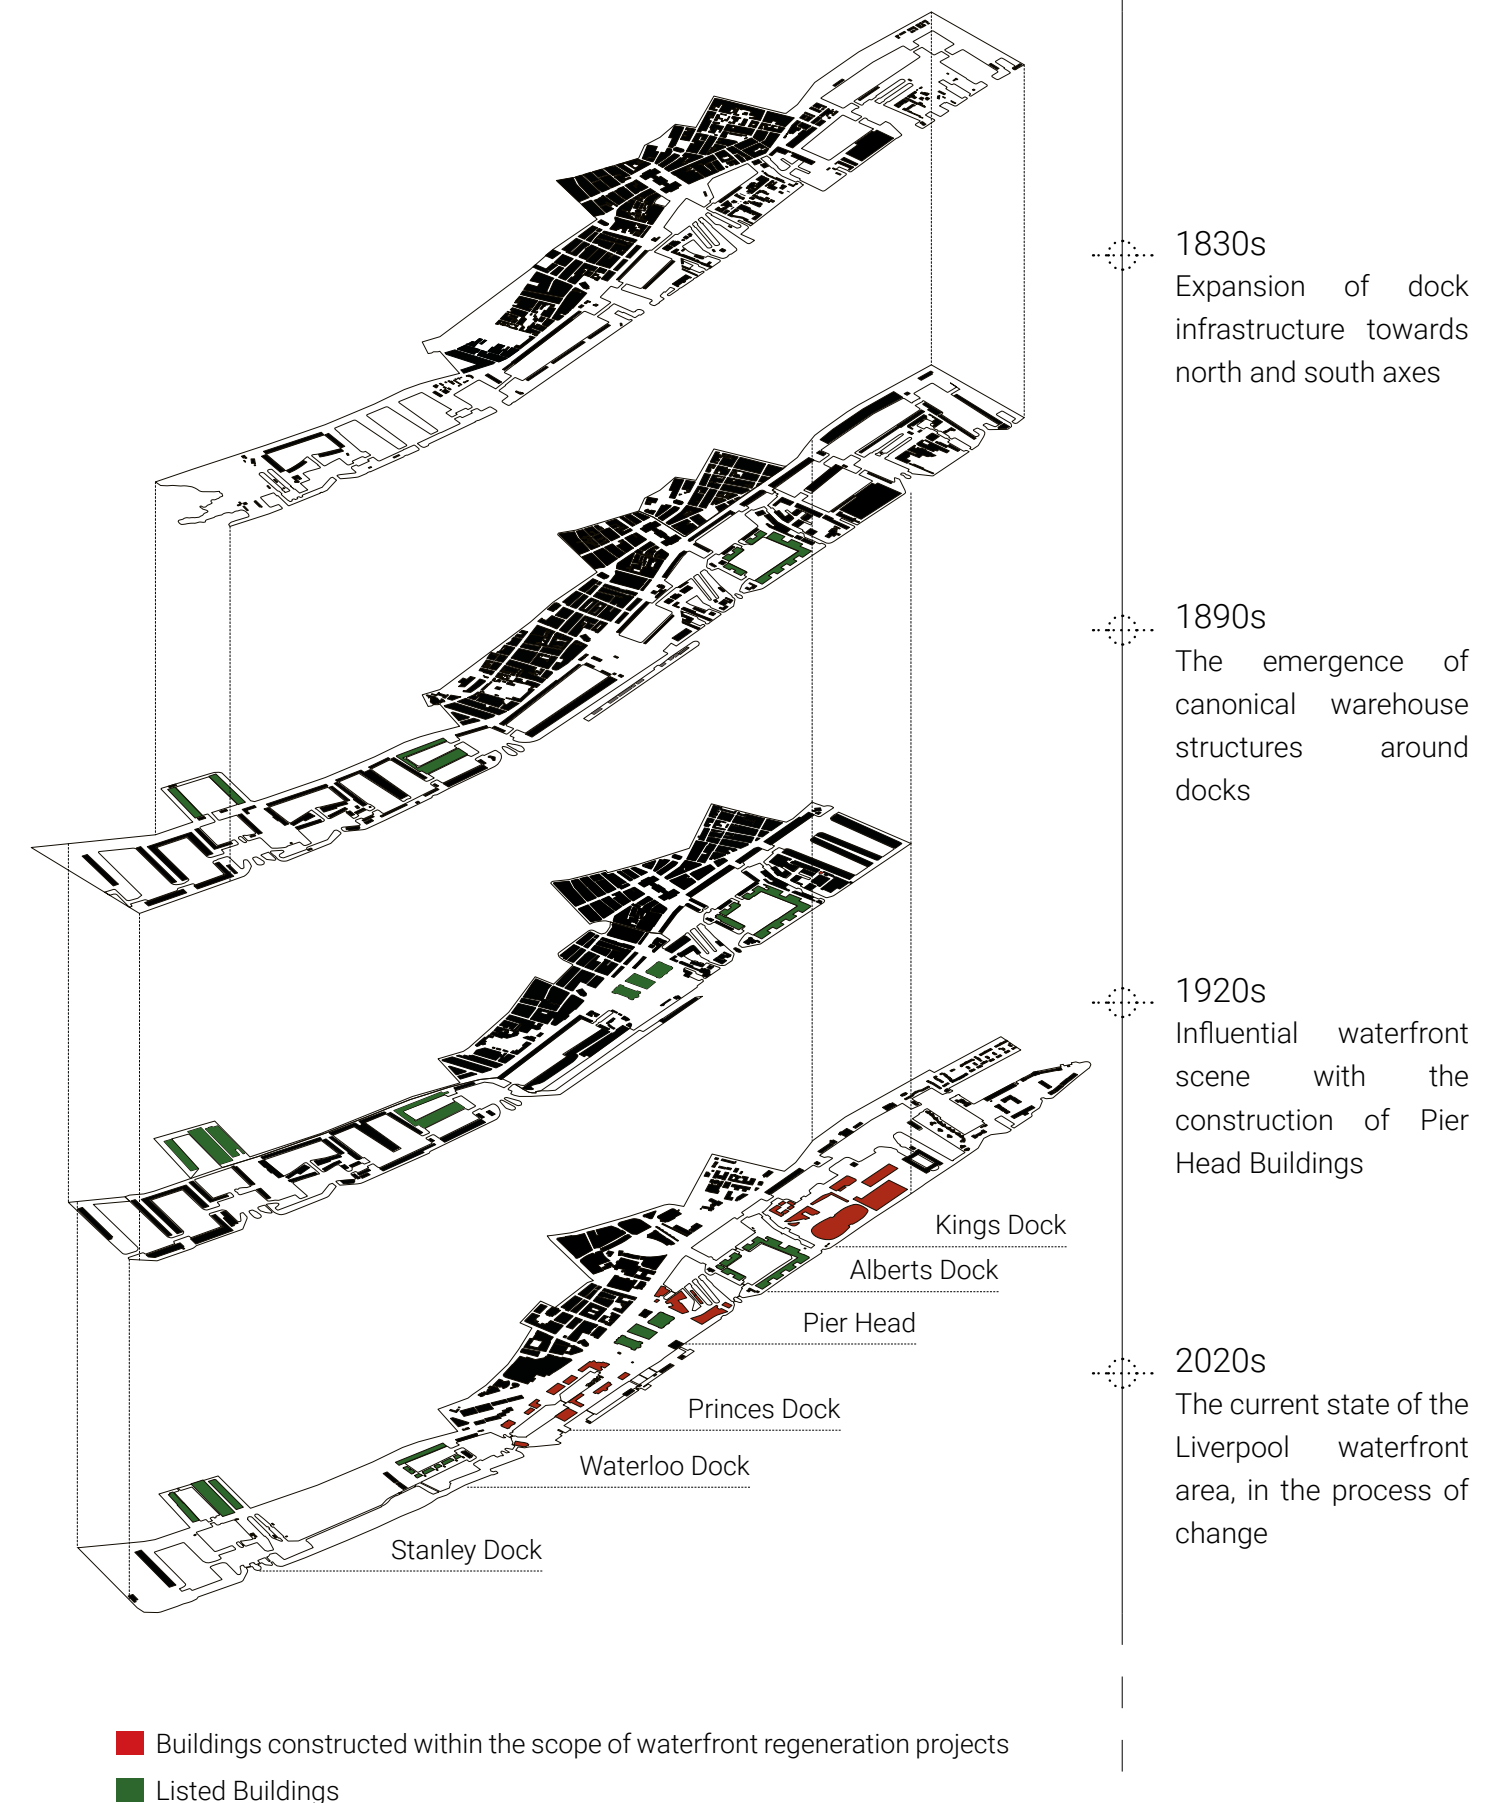 1830s
Expansion of dock
infrastructure towards
north and south axes
1890s
The emergence of
canonical warehouse
structures around
docks
1920s
Influential waterfront
scene with the
construction of Pier
Head Buildings
2020s
The current state of the
Liverpool waterfront
area, in the process of
change
Kings Dock
Alberts Dock
Pier Head
Princes Dock
Waterloo Dock
Stanley Dock
Buildings constructed within the scope of waterfront regeneration projects
Listed Buildings